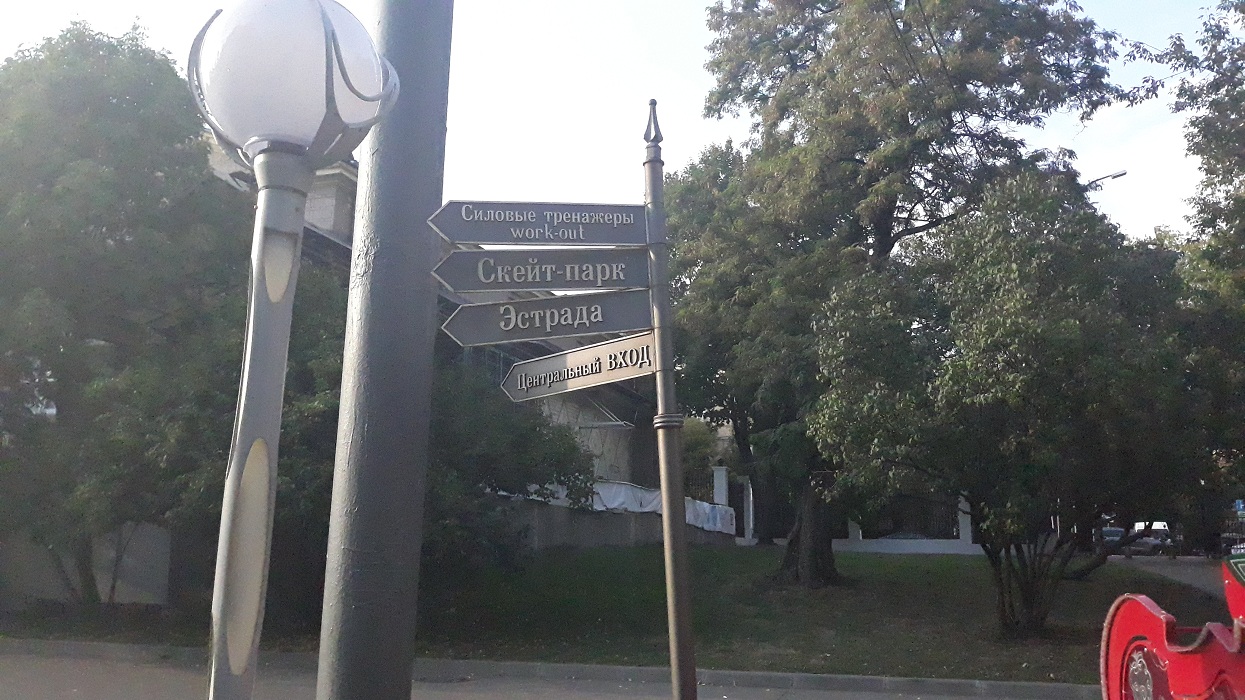 Силовые тренажеры
work-out
Скейт-парк
Эстрада
Центральный ВХОД